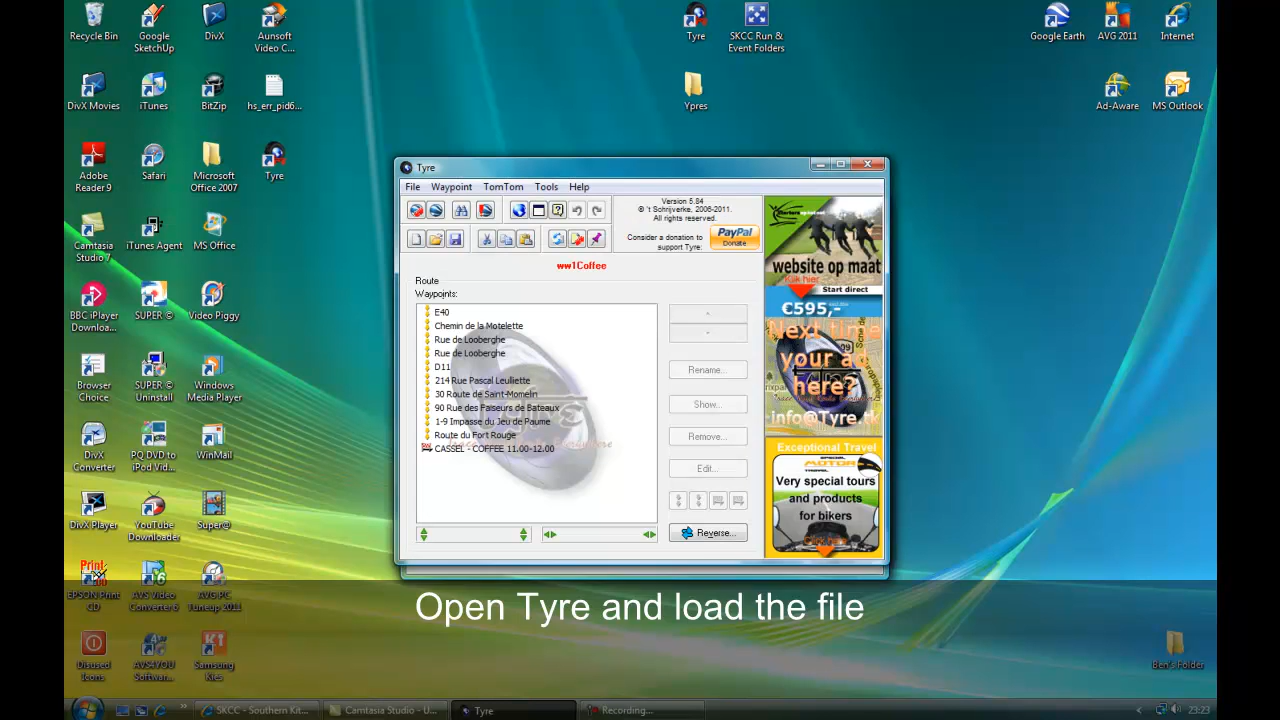 Recycle Bin
Google SketchUp
DivX
Aunsoft Video C...
Tyre
SKCC Run & Event Folders
Google Earth
AVG 2011
Internet
DivX Movies
iTunes
BitZip
hs_err_pid6...
Ypres
Ad-Aware
MS Outlook
Adobe Reader 9
Safari
Microsoft Office 2007
Tyre
Camtasia Studio 7
iTunes Agent
MS Office
BBC iPlayer Downloa...
SUPER ©
Video Piggy
Browser Choice
SUPER © Uninstall
Windows Media Player
DivX Converter
PQ DVD to iPod Vid...
WinMail
DivX Player
YouTube Downloader
Super@
EPSON Print CD
AVS Video Converter 6
AVG PC Tuneup 2011
Disused Icons
AVS4YOU Softwar...
Samsung Kies
Ben's Folder
Tyre
File Waypoint TomTom Tools Help
Version 5.84
© 't Schrijverke, 2006-2011.
All rights reserved.
Consider a donation to
support Tyre:
PayPal
Donate
ww1Coffee
Route
Waypoints:
E40
Chemin de la Motelette
Rue de Looberghe
Rue de Looberghe
D11
214 Rue Pascal Leulliette
30 Route de Saint-Momelin
90 Rue des Faiseurs de Bateaux
1-9 Impasse du Jeu de Paume
Route du Fort Rouge
CASSEL - COFFEE 11.00-12.00
Rename...
Show...
Remove...
Edit...
Reverse...
website op maat
Klik hier
Start direct
€595,-
Next time
your ad
here?
info@Tyre.tk
Exceptional Travel
SPECIAL
MOTOR
TRAVEL
Very special tours
and products
for bikers
Open Tyre and load the file
SKCC - Southern Kit...
Camtasia Studio - U...
Tyre
Recording...
23:23